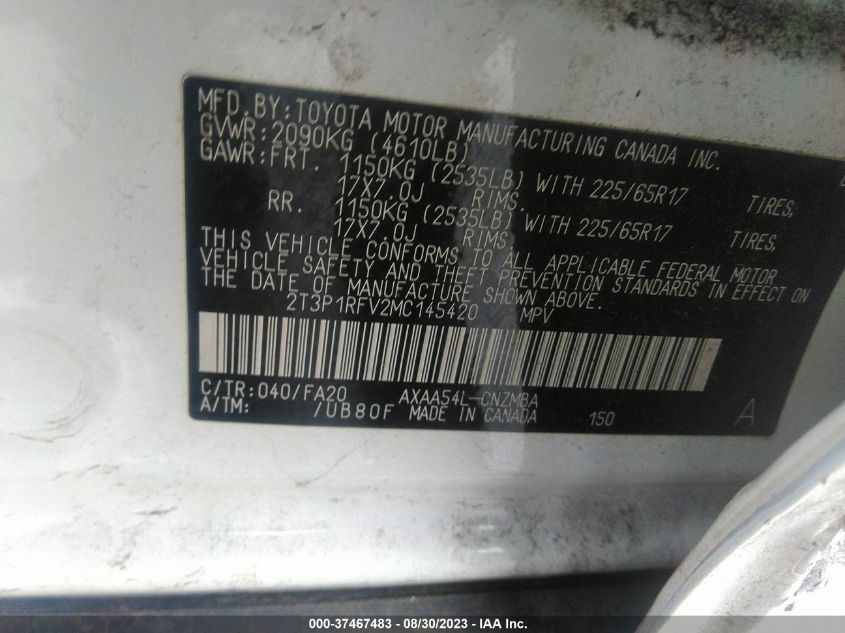 MFD. BY: TOYOTA MOTOR MANUFACTURING CANADA INC.
GVWR: 2090KG (4610LB)
GAWR: FRT. 1150KG (2535LB) WITH 225/65R17 TIRES,
17X7.0J RIMS,
RR. 1150KG (2535LB) WITH 225/65R17 TIRES,
17X7.0J RIMS,
THIS VEHICLE CONFORMS TO ALL APPLICABLE FEDERAL MOTOR
VEHICLE SAFETY AND THEFT PREVENTION STANDARDS IN EFFECT ON
THE DATE OF MANUFACTURE SHOWN ABOVE.
2T3P1RFV2MC145420 MPV
C/TR: 040/FA20 AXAA54L-CNZMBA
A/TM: /UB80F MADE IN CANADA 150 A
000-37467483 - 08/30/2023 - IAA Inc.